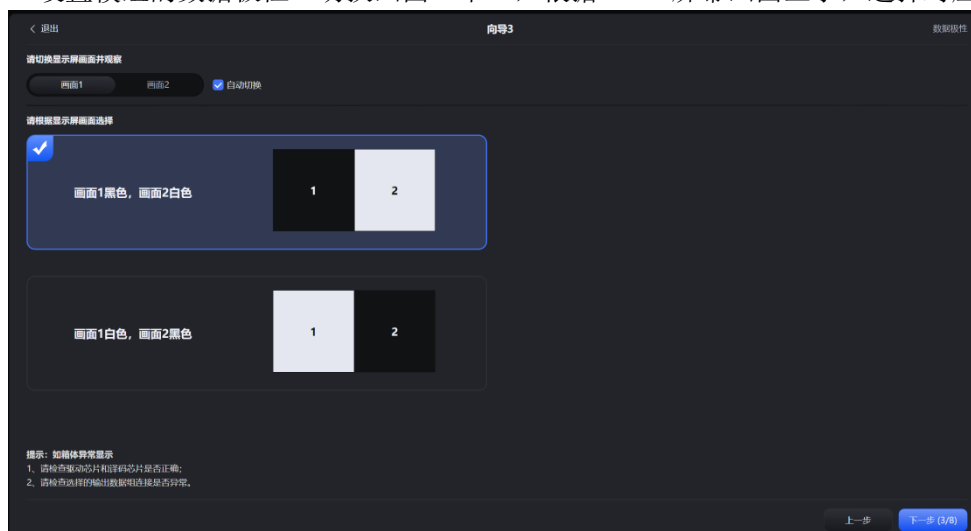 〈 退出
向导3
数据极性
请切换显示屏画面并观察
画面1
画面2
自动切换
请根据显示屏画面选择
画面1黑色，画面2白色
1
2
画面1白色，画面2黑色
1
2
提示：如箱体异常显示
1、请检查驱动芯片和译码芯片是否正确;
2、请检查选择的输出数据组连接是否异常。
上一步
下一步 (3/8)